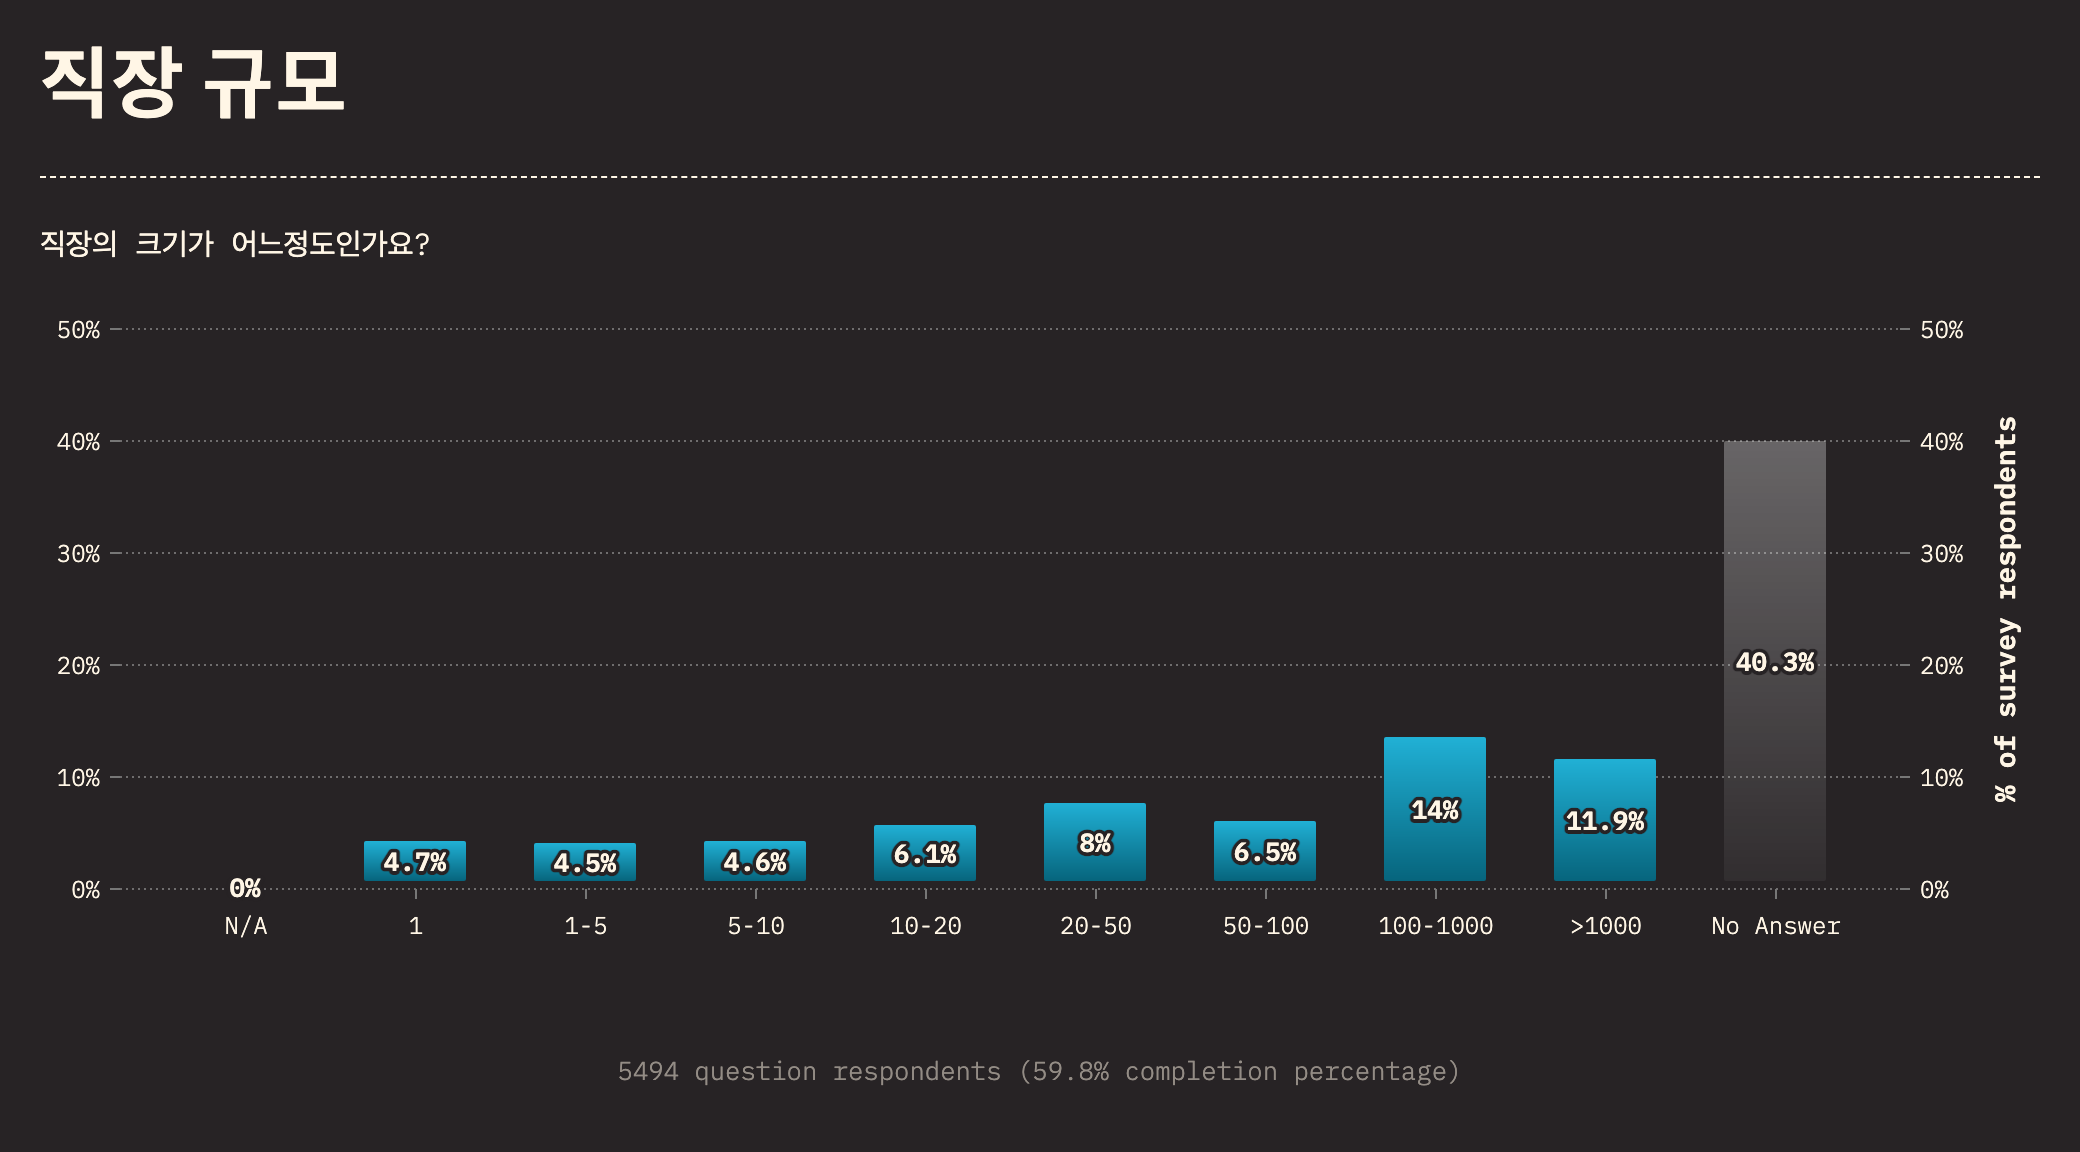 직장 규모
직장의 크기가 어느정도인가요?
50% 50%
40% 40%
30% 30%
20% 20%
10% 10%
0% 0%
% of survey respoudeuts
0% 4.7% 4.5% 4.6% 6.1% 8% 6.5% 14% 11.9% 40.3%
N/A 1 1-5 5-10 10-20 20-50 50-100 100-1000 >1000 No Answer
5494 question respondents (59.8% completion percentage)